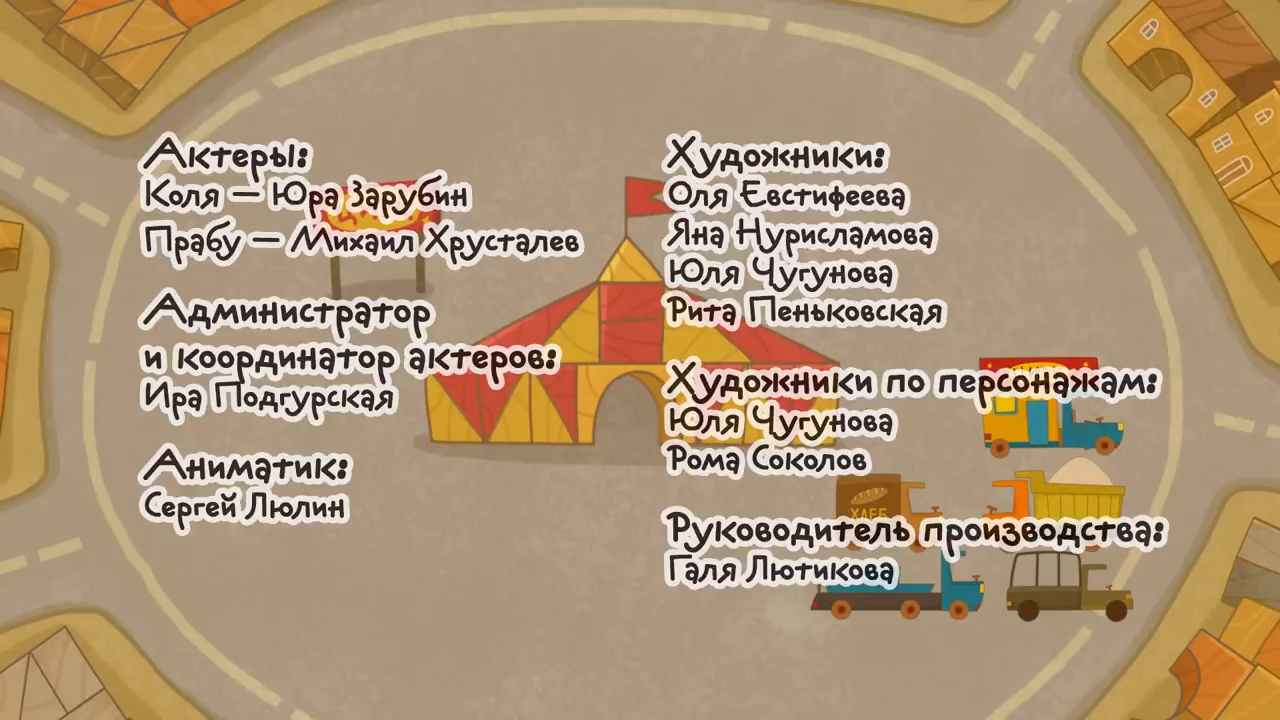 Актеры:
Коля — Юра Зарубин
Прабу — Михаил Хрусталев
Администратор
и координатор актеров:
Ира Подгурская
Аниматик:
Сергей Люлин
Художники:
Оля Евстифеева
Яна Нурисламова
Юля Чугунова
Рита Пеньковская
Художники по персонажам:
Юля Чугунова
Рома Соколов
Руководитель производства:
Галя Лютикова
ХЛЕБ